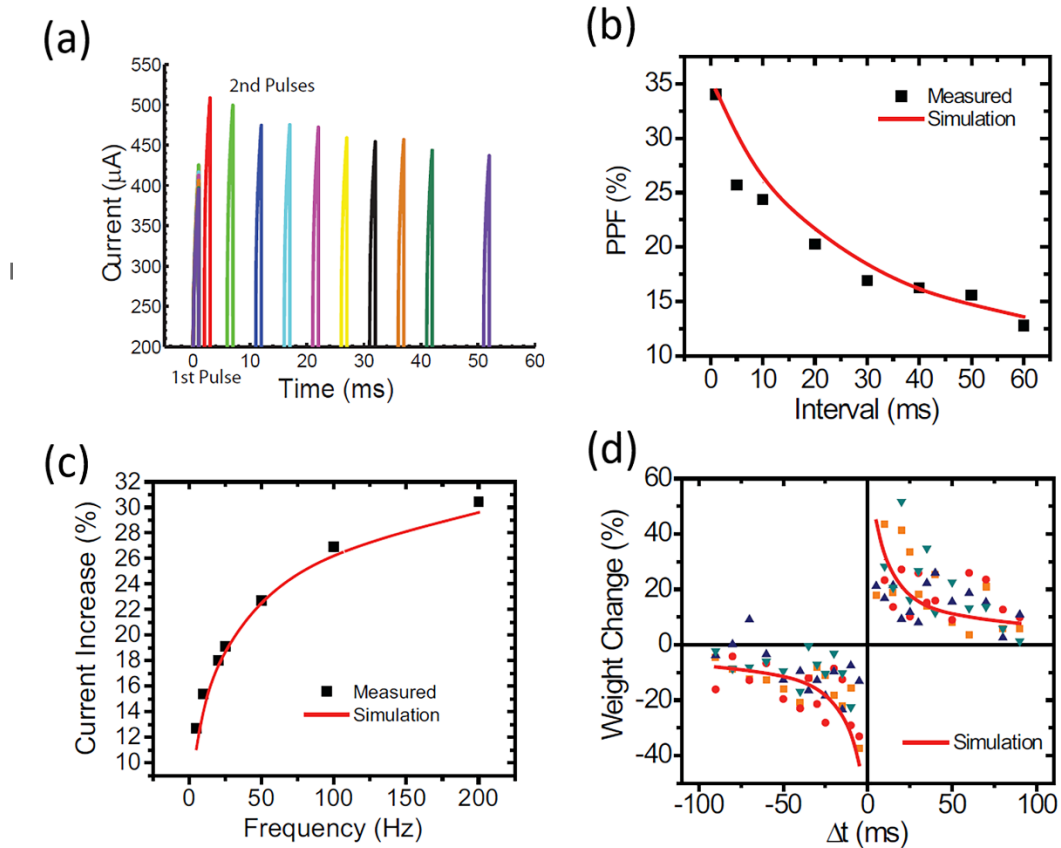 (a)
550
500
450
400
350
300
250
200
Current (μA)
2nd Pulses
1st Pulse
0 10 20 30 40 50 60
Time (ms)
(b)
35
30
25
20
15
10
PPF (%)
Measured
Simulation
0 10 20 30 40 50 60
Interval (ms)
(c)
32
30
28
26
24
22
20
18
16
14
12
10
Current Increase (%)
Measured
Simulation
0 50 100 150 200
Frequency (Hz)
(d)
60
40
20
0
-20
-40
Weight Change (%)
Simulation
-100 -50 0 50 100
Δt (ms)